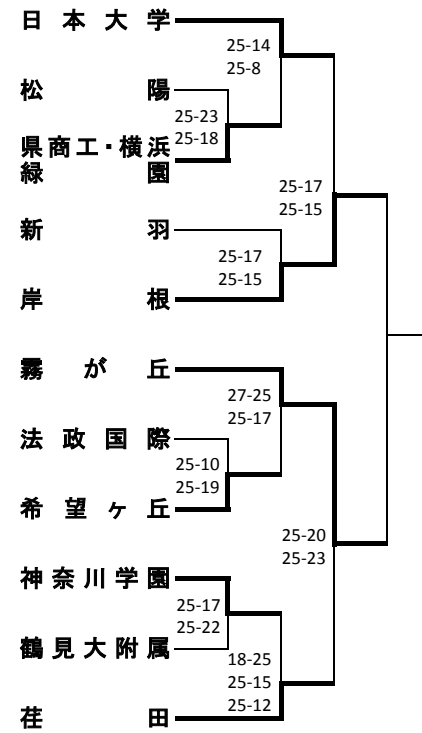 日本大学
25-14
25-8
松陽
25-23
25-18
県商工・横浜
緑園
25-17
25-15
新羽
25-17
25-15
岸根
霧が丘
27-25
25-17
法政国際
25-10
25-19
希望ヶ丘
25-20
25-23
神奈川学園
25-17
25-22
鶴見大附属
18-25
25-15
25-12
荏田